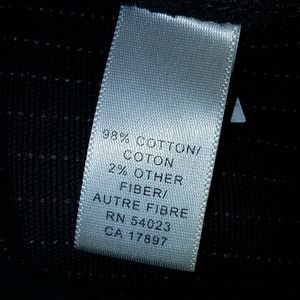 98% COTTON/
COTON
2% OTHER
FIBER/
AUTRE FIBRE
RN 54023
CA 17897